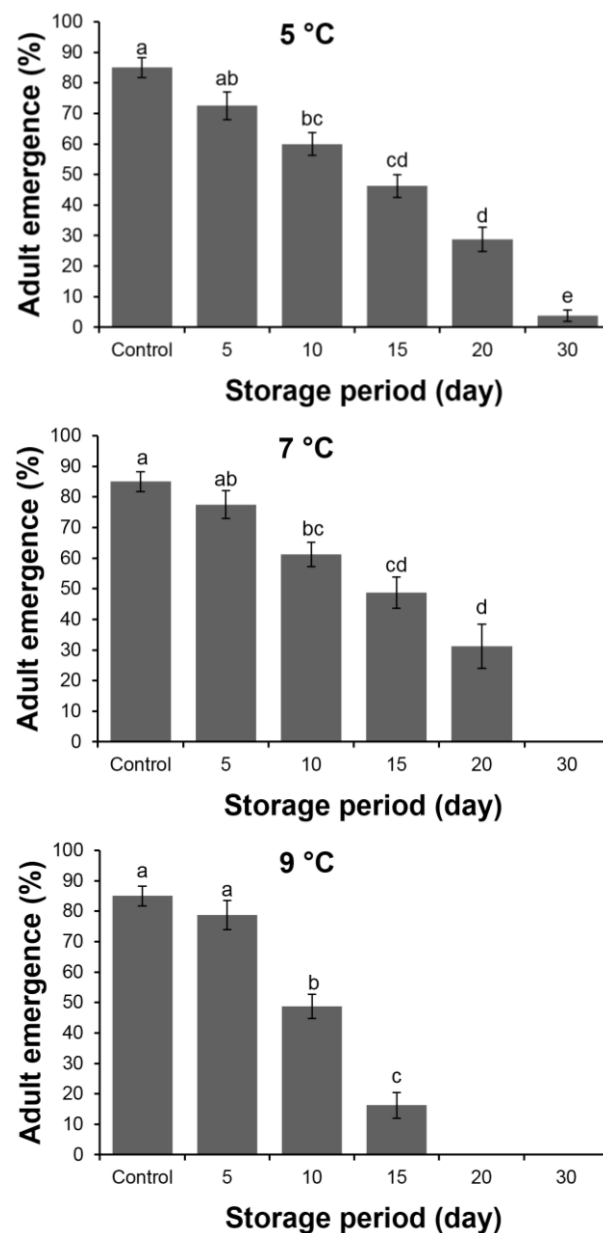 5 °C
Adult emergence (%)
100
90
80
70
60
50
40
30
20
10
0
a
ab
bc
cd
d
e
Control 5 10 15 20 30
Storage period (day)
7 °C
Adult emergence (%)
100
90
80
70
60
50
40
30
20
10
0
a
ab
bc
cd
d
Control 5 10 15 20 30
Storage period (day)
9 °C
Adult emergence (%)
100
90
80
70
60
50
40
30
20
10
0
a
a
b
c
Control 5 10 15 20 30
Storage period (day)